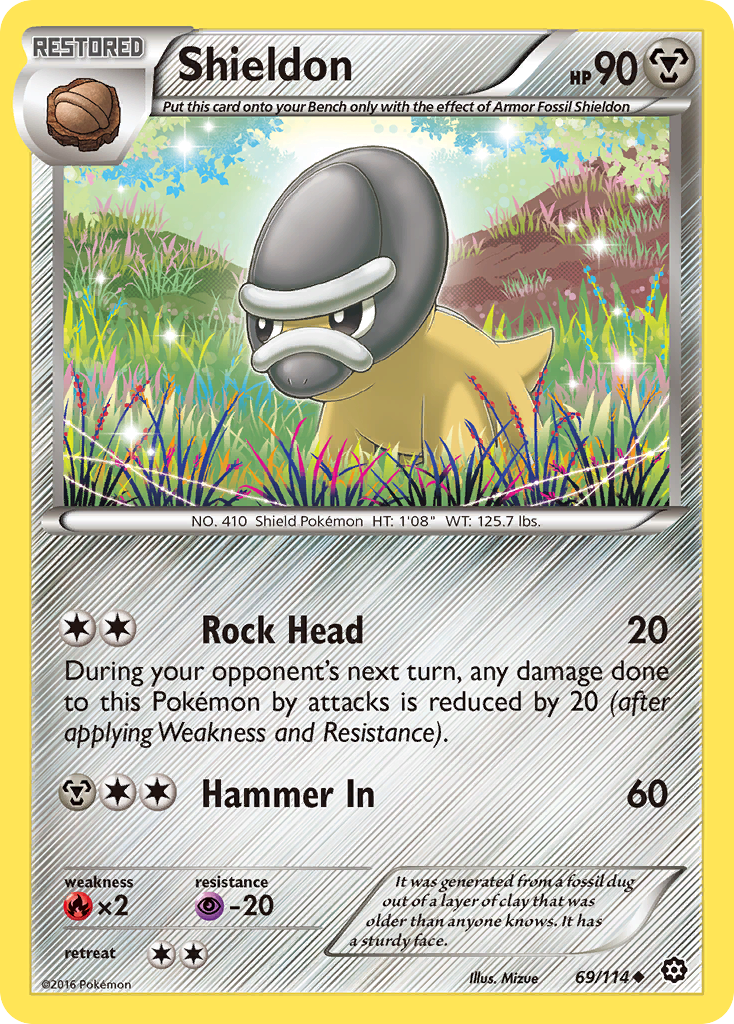 RESTORED
Shieldon
HP 90
Put this card onto your Bench only with the effect of Armor Fossil Shieldon
NO. 410 Shield Pokémon HT: 1'08" WT: 125.7 lbs.
Rock Head 20
During your opponent's next turn, any damage done
to this Pokémon by attacks is reduced by 20 (after
applying Weakness and Resistance).
Hammer In 60
weakness
×2
resistance
-20
retreat
It was generated from a fossil dug
out of a layer of clay that was
older than anyone knows. It has
a sturdy face.
©2016 Pokémon
Illus. Mizue
69/114